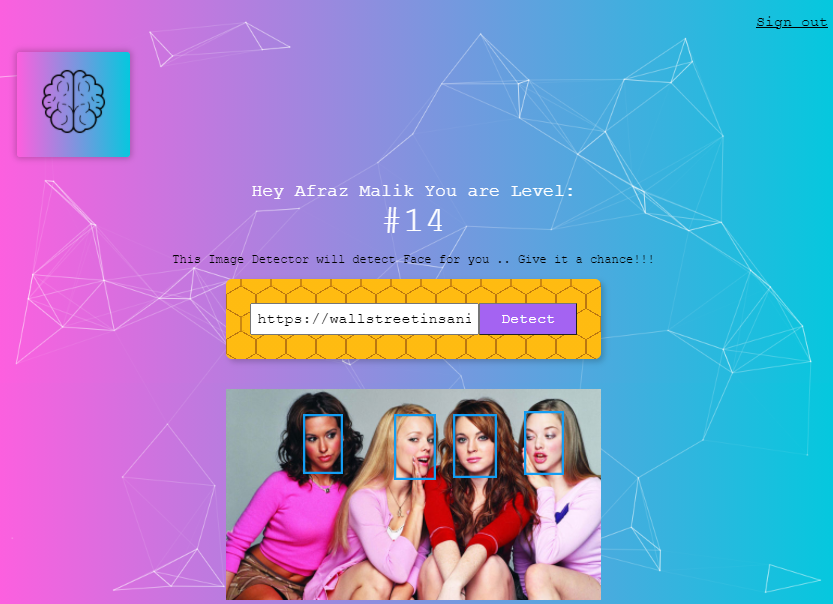 Sign out
Hey Afraz Malik You are Level:
#14
This Image Detector will detect Face for you .. Give it a chance!!!
https://wallstreetinsani Detect